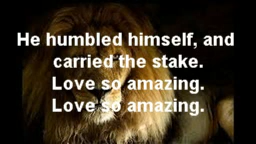 He humbled himself, and
carried the stake.
Love so amazing.
Love so amazing.